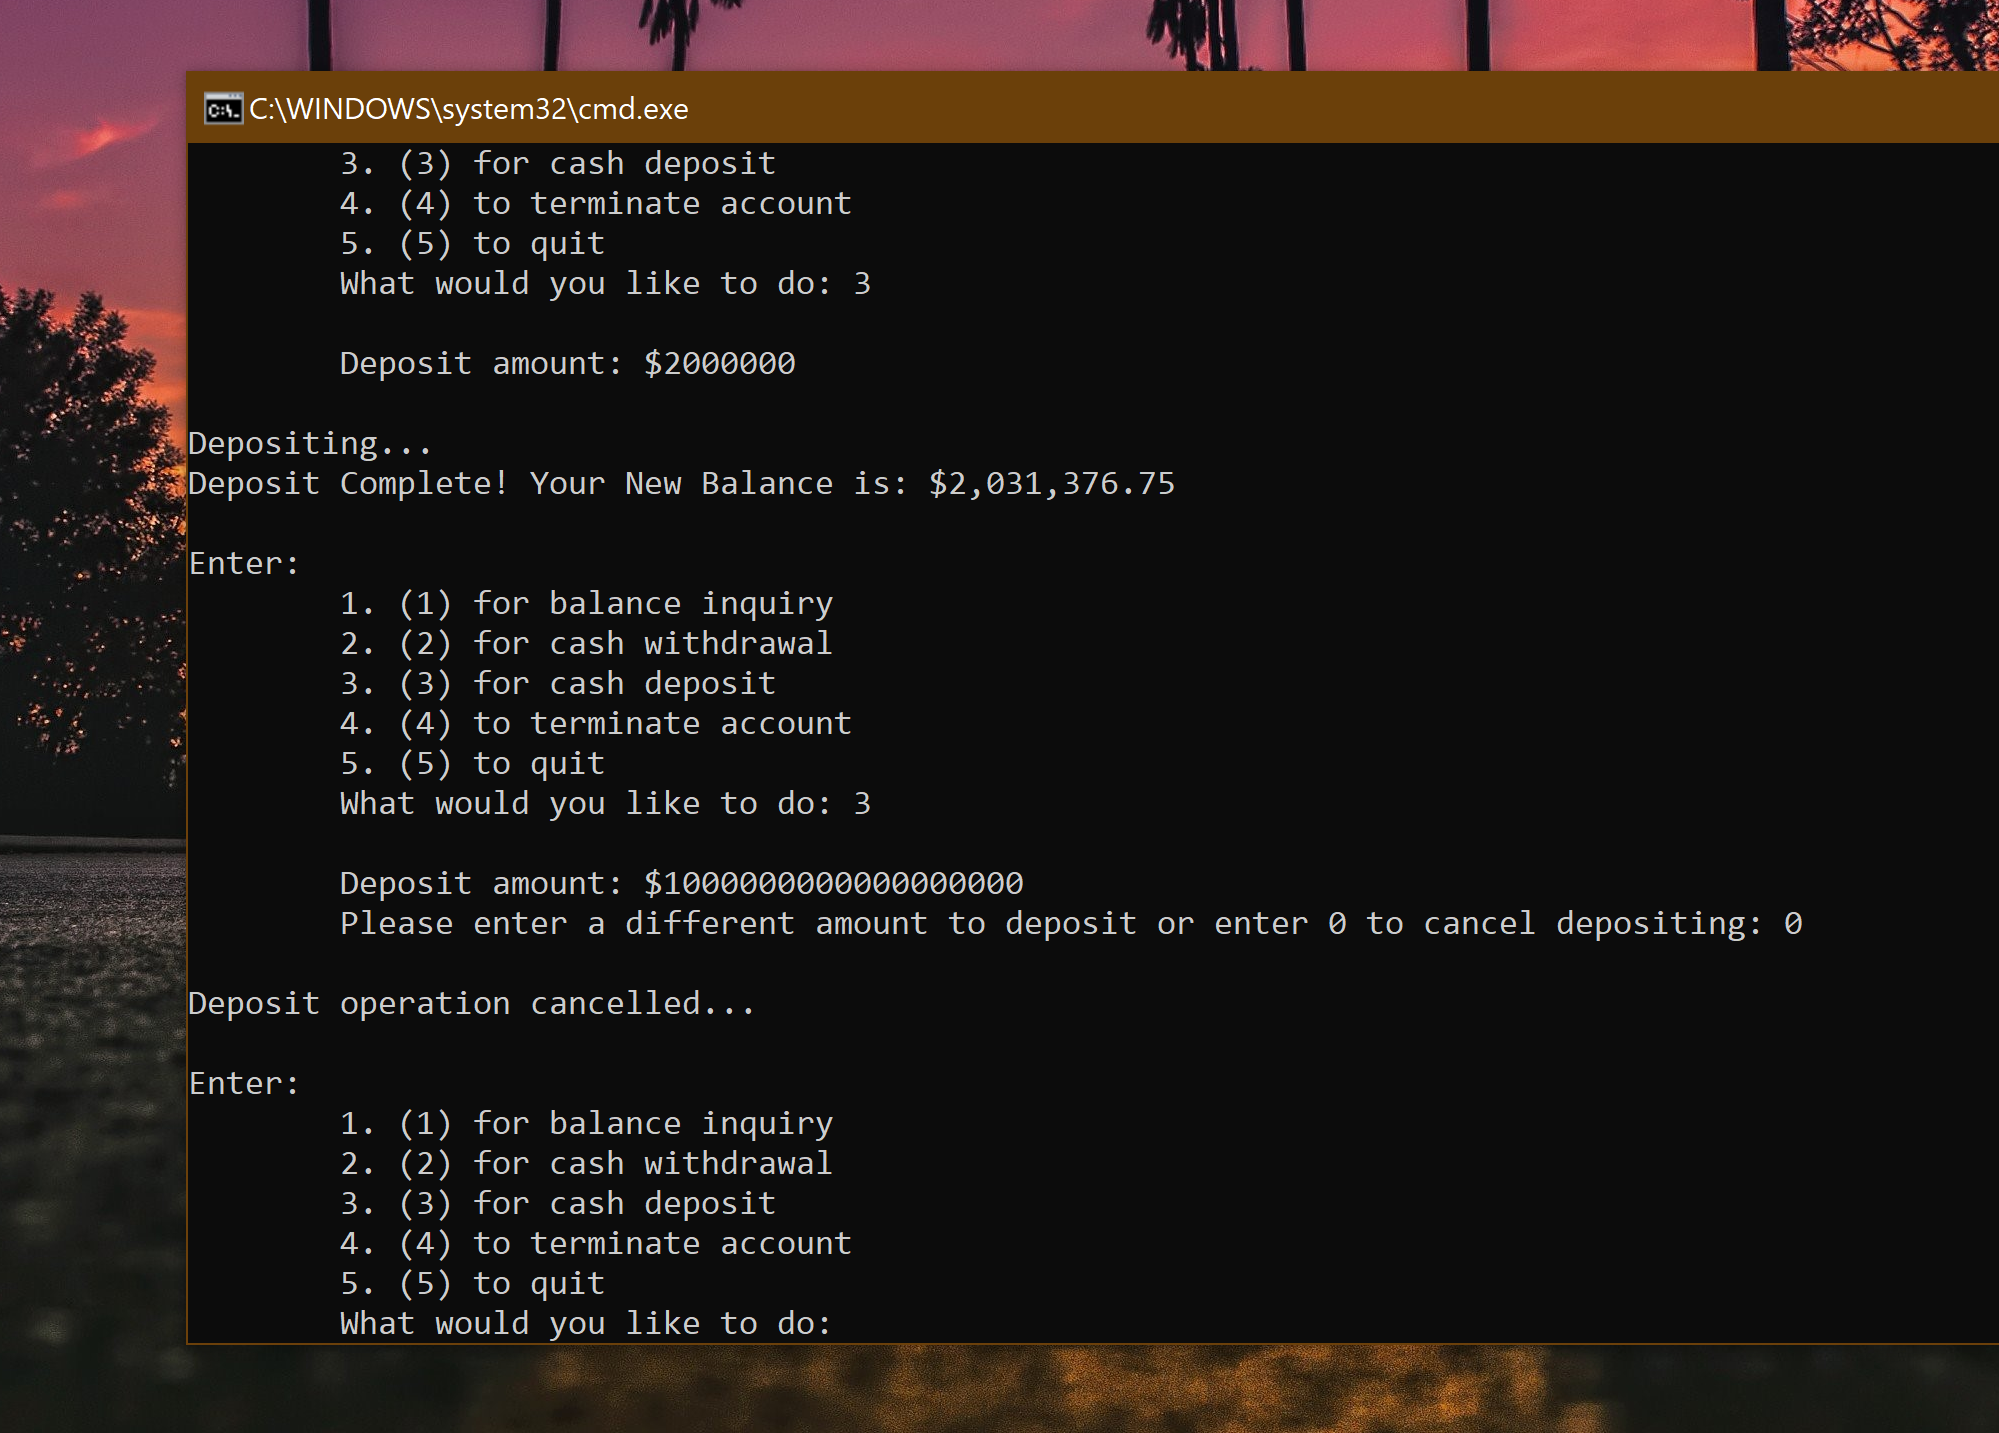 C:\WINDOWS\system32\cmd.exe
3. (3) for cash deposit
4. (4) to terminate account
5. (5) to quit
What would you like to do: 3
Deposit amount: $2000000
Depositing...
Deposit Complete! Your New Balance is: $2,031,376.75
Enter:
1. (1) for balance inquiry
2. (2) for cash withdrawal
3. (3) for cash deposit
4. (4) to terminate account
5. (5) to quit
What would you like to do: 3
Deposit amount: $1000000000000000000
Please enter a different amount to deposit or enter 0 to cancel depositing: 0
Deposit operation cancelled...
Enter:
1. (1) for balance inquiry
2. (2) for cash withdrawal
3. (3) for cash deposit
4. (4) to terminate account
5. (5) to quit
What would you like to do: